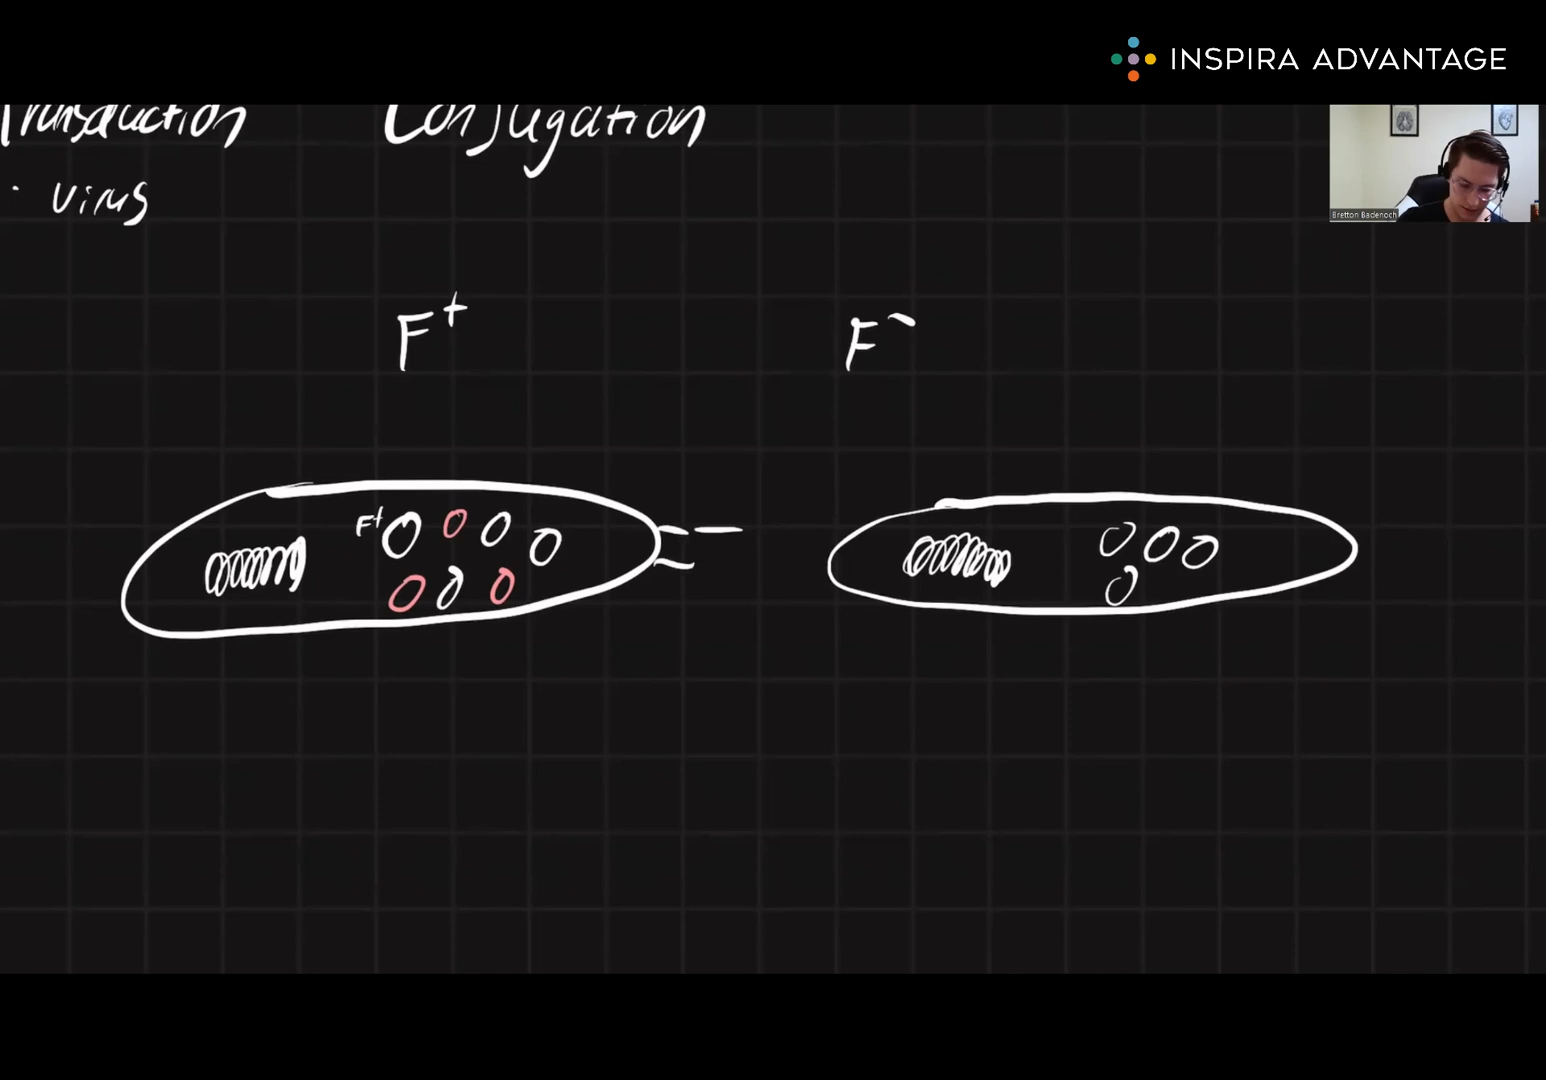 INSPIRA ADVANTAGE
Transduction Conjugation
· virus
Bretton Badenoch
F+ F-
F+